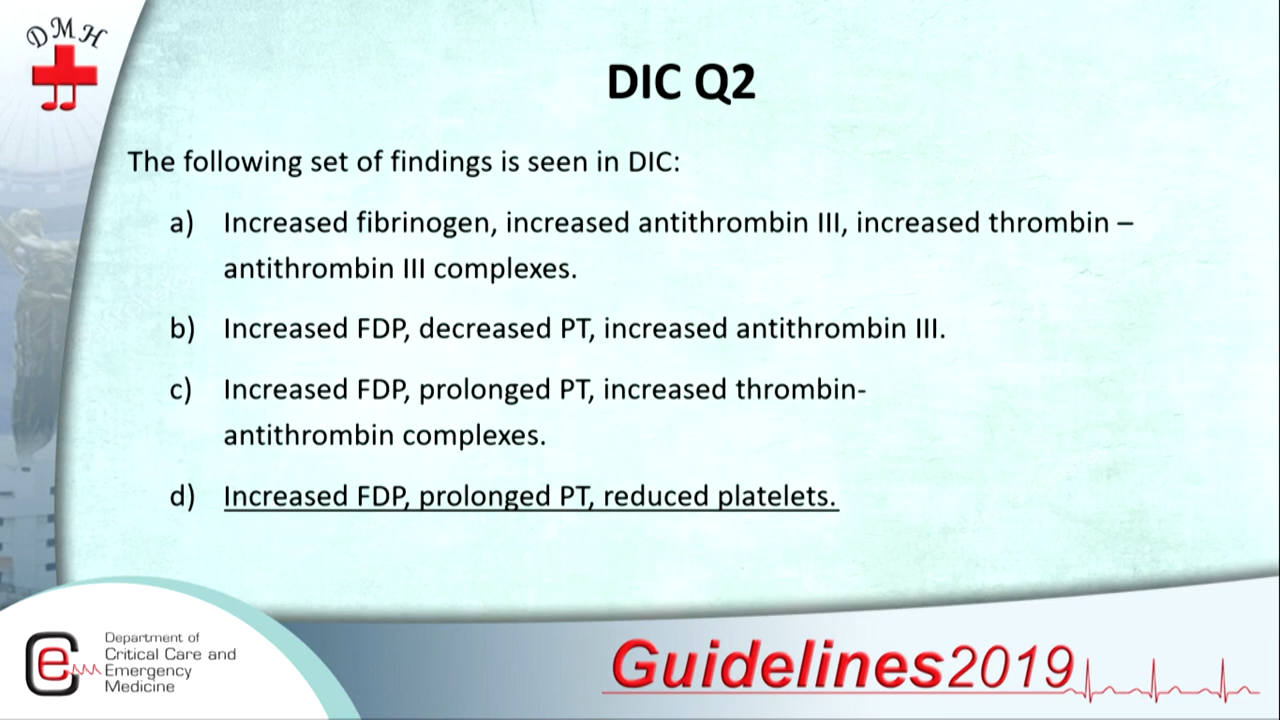 DMH
DIC Q2
The following set of findings is seen in DIC:
a) Increased fibrinogen, increased antithrombin III, increased thrombin –
antithrombin III complexes.
b) Increased FDP, decreased PT, increased antithrombin III.
c) Increased FDP, prolonged PT, increased thrombin-
antithrombin complexes.
d) Increased FDP, prolonged PT, reduced platelets.
Department of
Critical Care and
Emergency
Medicine
Guidelines2019